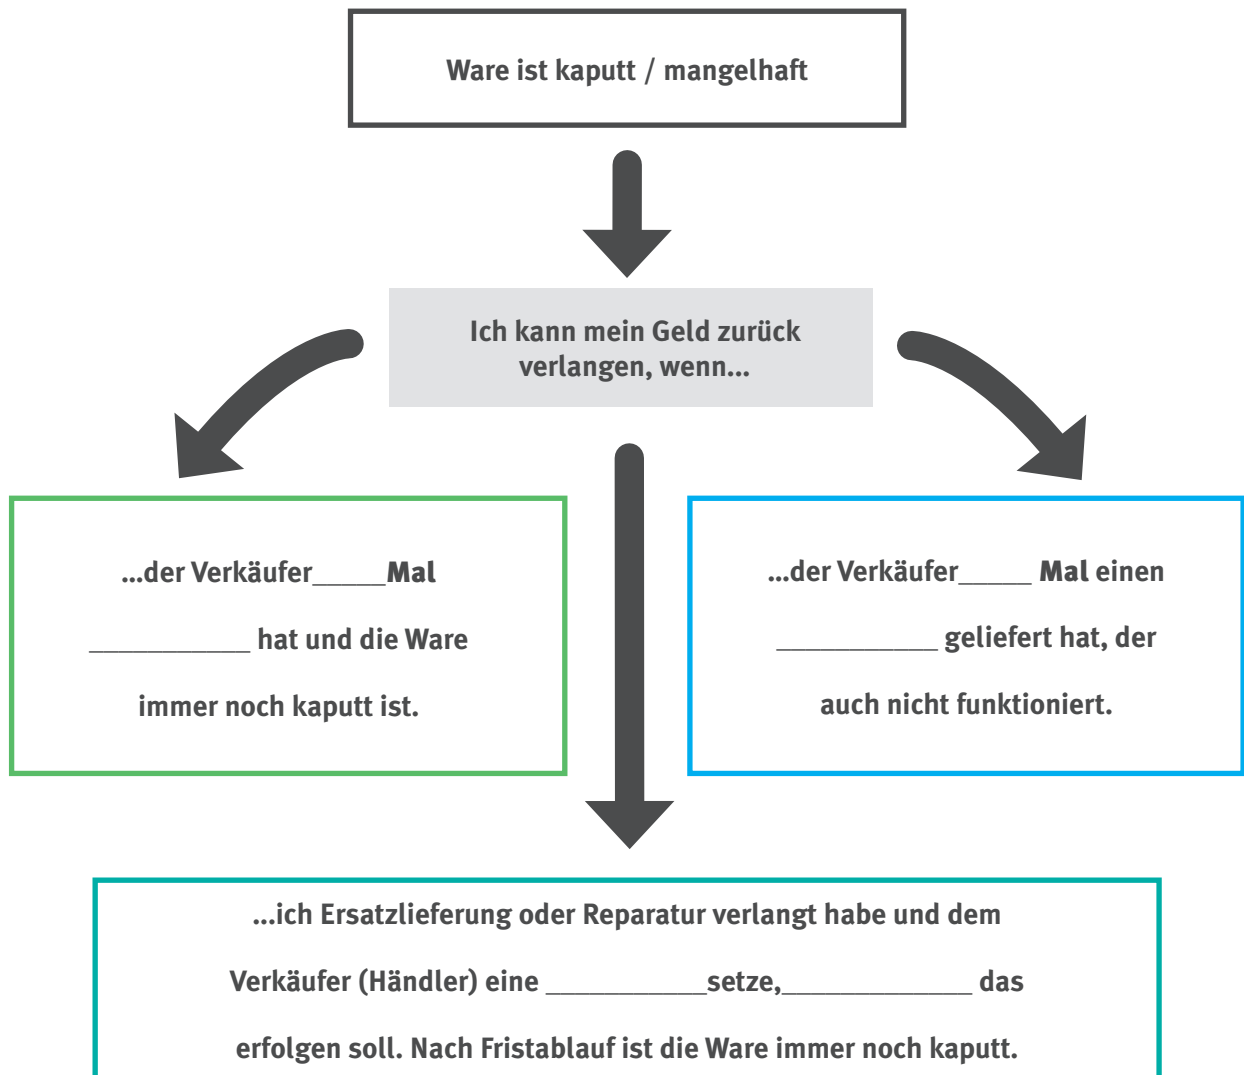 Ware ist kaputt / mangelhaft
Ich kann mein Geld zurück
verlangen, wenn...
...der Verkäufer_____Mal
___________ hat und die Ware
immer noch kaputt ist.
...der Verkäufer_____ Mal einen
___________ geliefert hat, der
auch nicht funktioniert.
...ich Ersatzlieferung oder Reparatur verlangt habe und dem
Verkäufer (Händler) eine ___________setze,_____________ das
erfolgen soll. Nach Fristablauf ist die Ware immer noch kaputt.